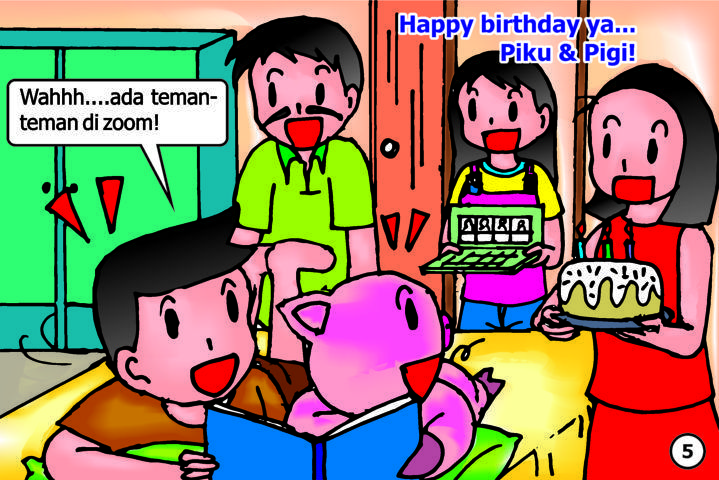 Happy birthday ya...
Piku & Pigi!
Wahhh....ada teman-
teman di zoom!
5